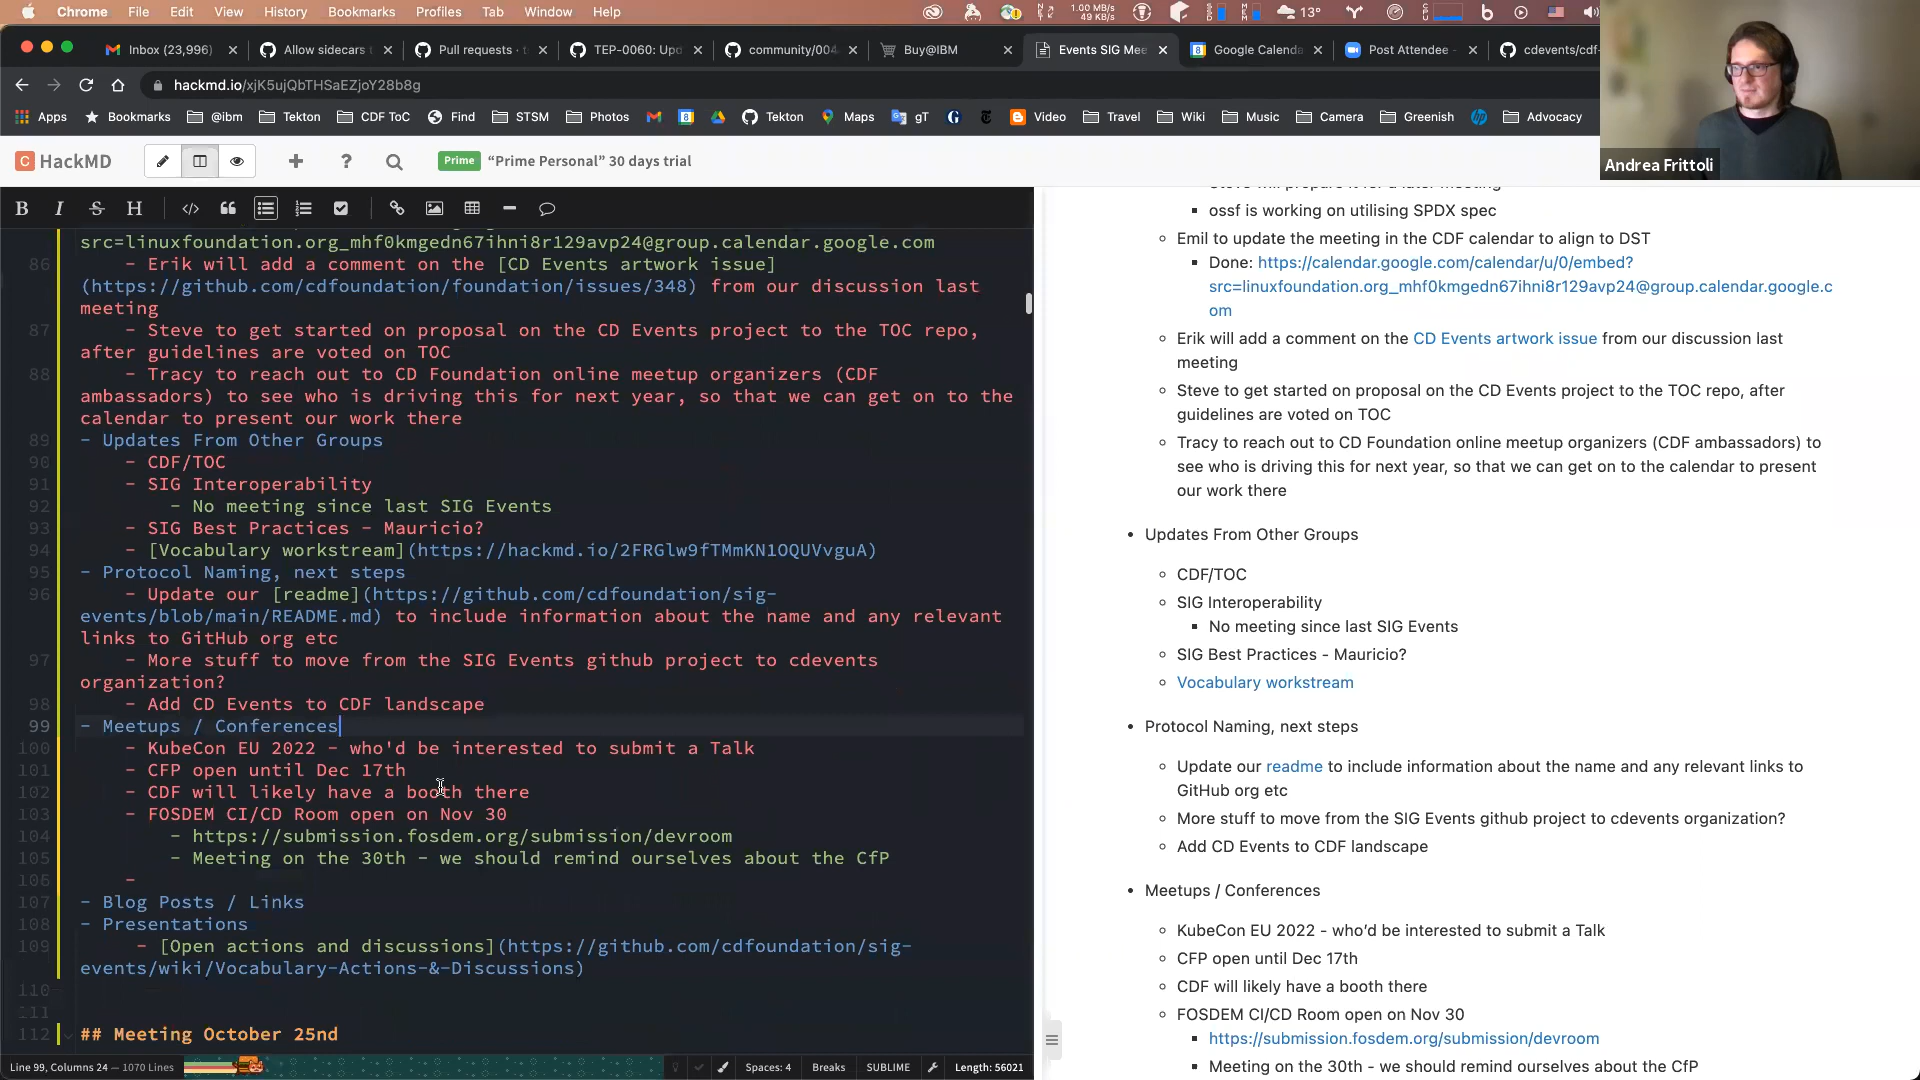 Chrome File Edit View History Bookmarks Profiles Tab Window Help 1.00 MB/s 49 KB/s 13°
Inbox (23,996) Allow sidecars Pull requests · TEP-0060: Upd community/004 Buy@IBM Events SIG Mee Google Calenda Post Attendee - cdevents/cdf-
hackmd.io/xjK5ujQbTHSaEZjoY28b8g
Apps Bookmarks @ibm Tekton CDF ToC Find STSM Photos gT Tekton Maps Video Travel Wiki Music Camera Greenish Advocacy
HackMD Prime “Prime Personal” 30 days trial
Andrea Frittoli
src=linuxfoundation.org_mhf0kmgedn67ihni8r129avp24@group.calendar.google.com
86 - Erik will add a comment on the [CD Events artwork issue]
(https://github.com/cdfoundation/foundation/issues/348) from our discussion last
meeting
87 - Steve to get started on proposal on the CD Events project to the TOC repo,
after guidelines are voted on TOC
88 - Tracy to reach out to CD Foundation online meetup organizers (CDF
ambassadors) to see who is driving this for next year, so that we can get on to the
calendar to present our work there
89 - Updates From Other Groups
90 - CDF/TOC
91 - SIG Interoperability
92 - No meeting since last SIG Events
93 - SIG Best Practices - Mauricio?
94 - [Vocabulary workstream](https://hackmd.io/2FRGlw9fTMmKN1OQUVvguA)
95 - Protocol Naming, next steps
96 - Update our [readme](https://github.com/cdfoundation/sig-
events/blob/main/README.md) to include information about the name and any relevant
links to GitHub org etc
97 - More stuff to move from the SIG Events github project to cdevents
organization?
98 - Add CD Events to CDF landscape
99 - Meetups / Conferences
100 - KubeCon EU 2022 - who'd be interested to submit a Talk
101 - CFP open until Dec 17th
102 - CDF will likely have a booth there
103 - FOSDEM CI/CD Room open on Nov 30
104 - https://submission.fosdem.org/submission/devroom
105 - Meeting on the 30th - we should remind ourselves about the CfP
106 -
107 - Blog Posts / Links
108 - Presentations
109 - [Open actions and discussions](https://github.com/cdfoundation/sig-
events/wiki/Vocabulary-Actions-&-Discussions)
110
111
112 ## Meeting October 25nd
Line 99, Columns 24 — 1070 Lines Spaces: 4 Breaks SUBLIME Length: 56021
Steve will prepare it for a later meeting
ossf is working on utilising SPDX spec
Emil to update the meeting in the CDF calendar to align to DST
Done: https://calendar.google.com/calendar/u/0/embed?
src=linuxfoundation.org_mhf0kmgedn67ihni8r129avp24@group.calendar.google.c
om
Erik will add a comment on the CD Events artwork issue from our discussion last
meeting
Steve to get started on proposal on the CD Events project to the TOC repo, after
guidelines are voted on TOC
Tracy to reach out to CD Foundation online meetup organizers (CDF ambassadors) to
see who is driving this for next year, so that we can get on to the calendar to present
our work there
Updates From Other Groups
CDF/TOC
SIG Interoperability
No meeting since last SIG Events
SIG Best Practices - Mauricio?
Vocabulary workstream
Protocol Naming, next steps
Update our readme to include information about the name and any relevant links to
GitHub org etc
More stuff to move from the SIG Events github project to cdevents organization?
Add CD Events to CDF landscape
Meetups / Conferences
KubeCon EU 2022 - who’d be interested to submit a Talk
CFP open until Dec 17th
CDF will likely have a booth there
FOSDEM CI/CD Room open on Nov 30
https://submission.fosdem.org/submission/devroom
Meeting on the 30th - we should remind ourselves about the CfP